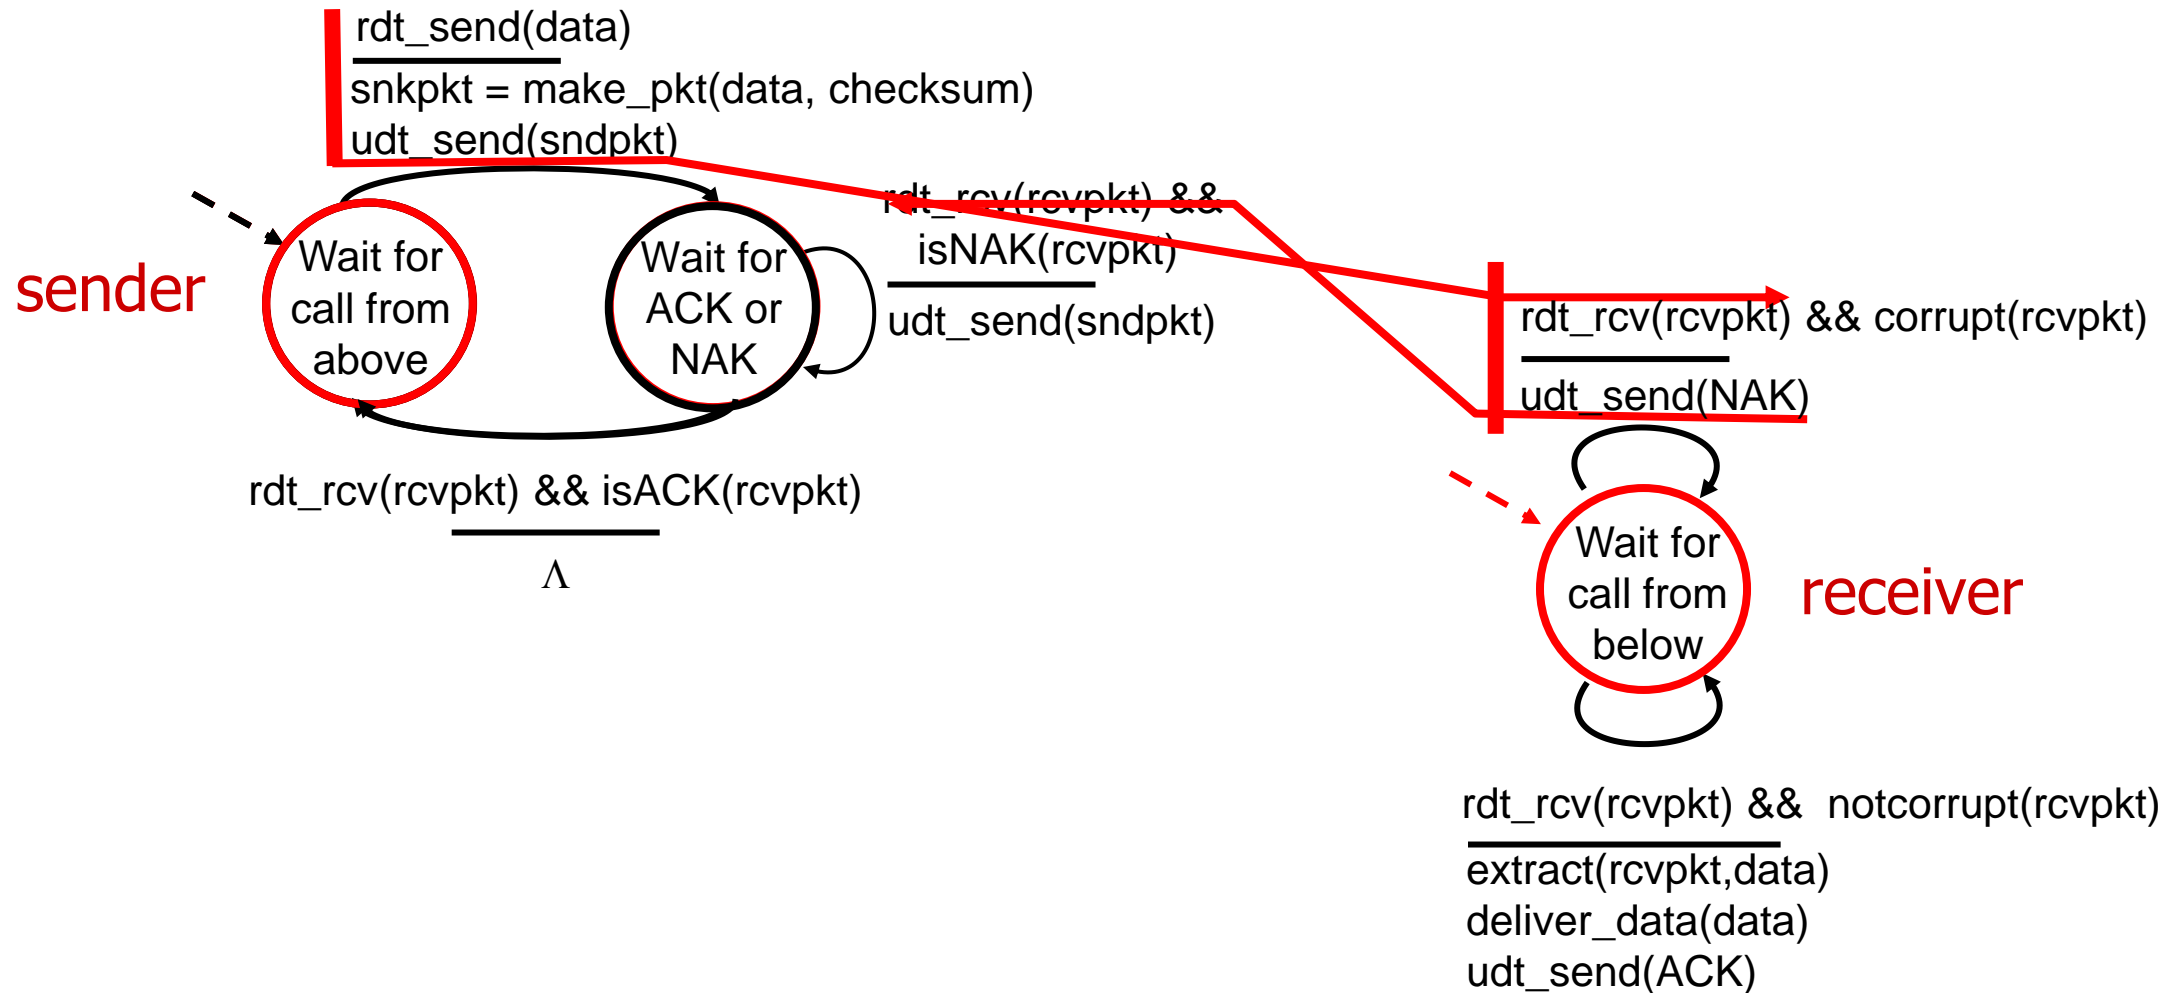 rdt_send(data)
snkpkt = make_pkt(data, checksum)
udt_send(sndpkt)
sender
Wait for
call from
above
Wait for
ACK or
NAK
rdt_rcv(rcvpkt) &&
isNAK(rcvpkt)
udt_send(sndpkt)
rdt_rcv(rcvpkt) && isACK(rcvpkt)
Λ
rdt_rcv(rcvpkt) && corrupt(rcvpkt)
udt_send(NAK)
Wait for
call from
below
receiver
rdt_rcv(rcvpkt) && notcorrupt(rcvpkt)
extract(rcvpkt,data)
deliver_data(data)
udt_send(ACK)